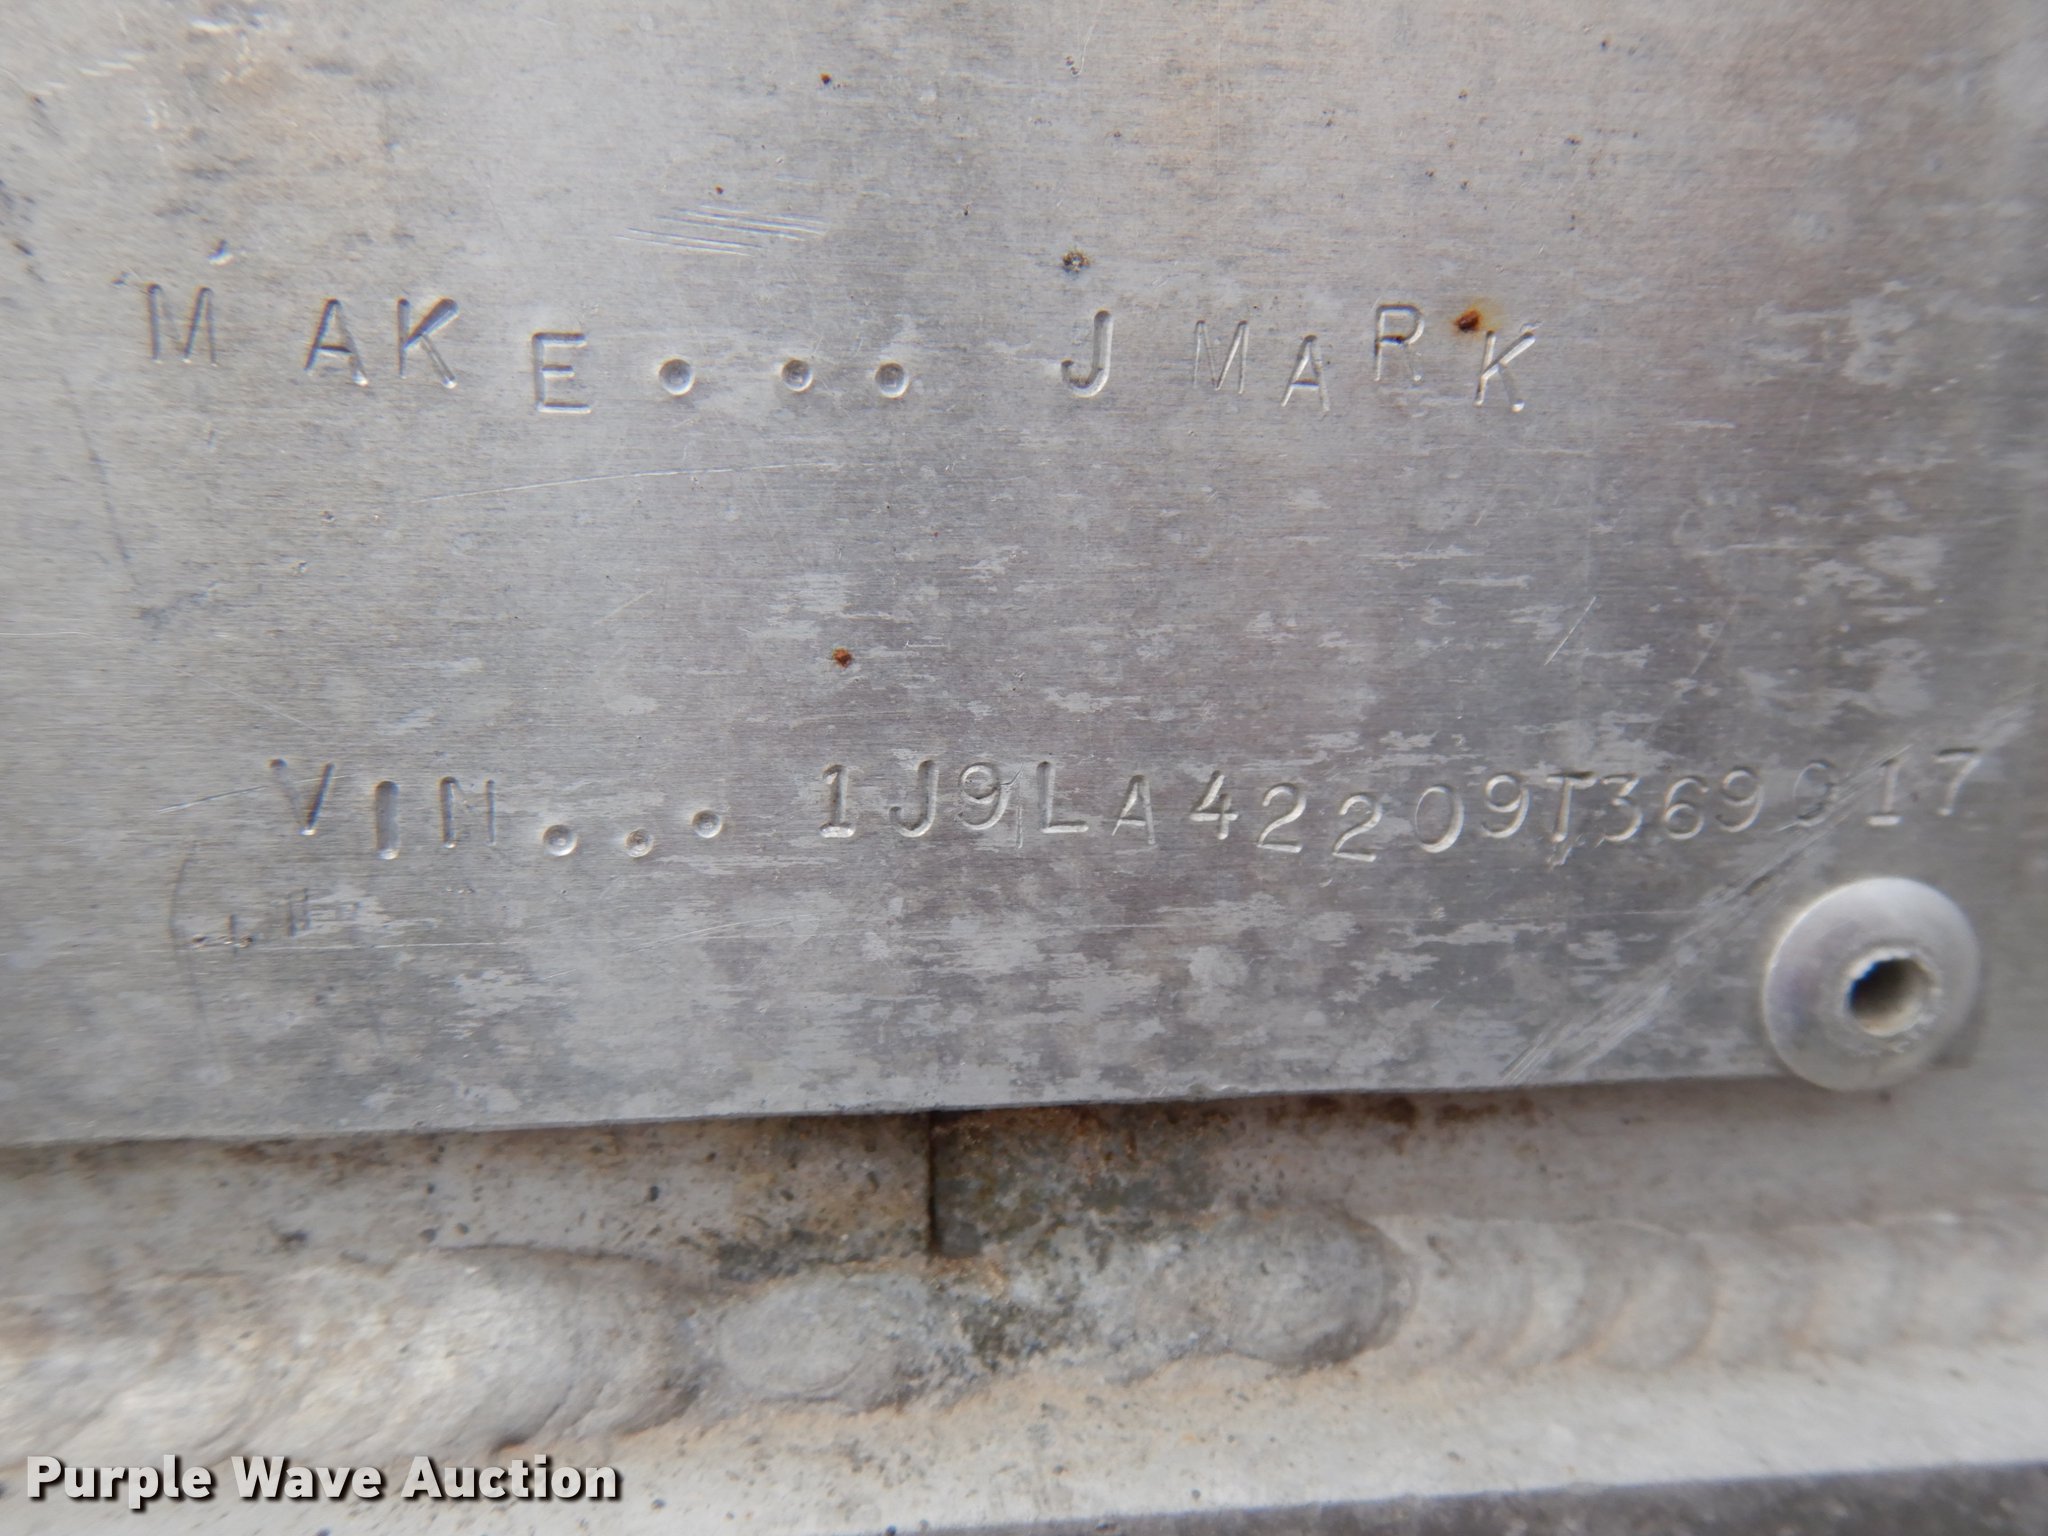 MAKE... JMARK
VIN... 1J9LA42209T369917
Purple Wave Auction